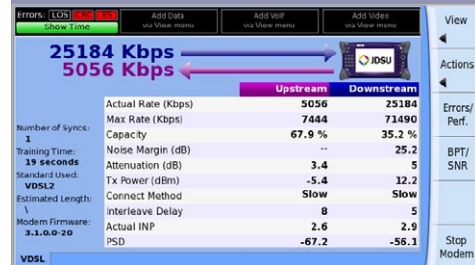 Errors: LOS CRC ES
Show Time
Add Data
via View menu
Add VoIP
via View menu
Add Video
via View menu
View
25184 Kbps
5056 Kbps
JDSU
Actions
Upstream Downstream
Actual Rate (Kbps) 5056 25184
Max Rate (Kbps) 7444 71490
Capacity 67.9 % 35.2 %
Noise Margin (dB) -- 25.2
Attenuation (dB) 3.4 5
Tx Power (dBm) -5.4 12.2
Connect Method Slow Slow
Interleave Delay 8 5
Actual INP 2.6 2.9
PSD -67.2 -56.1
Number of Syncs:
1
Training Time:
19 seconds
Standard Used:
VDSL2
Estimated Length:
\
Modem Firmware:
3.1.0.0-20
Errors/
Perf.
BPT/
SNR
Stop
Modem
VDSL